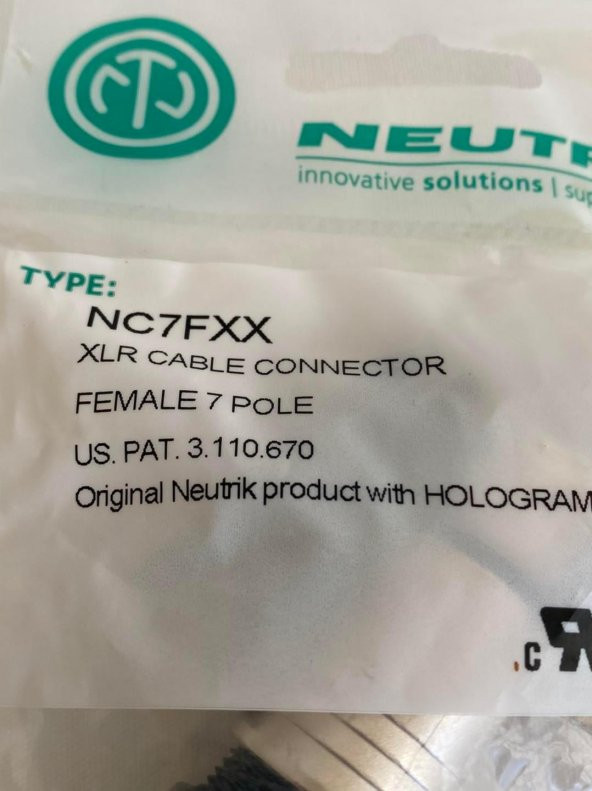 NEUTR
innovative solutions | sup
TYPE:
NC7FXX
XLR CABLE CONNECTOR
FEMALE 7 POLE
US. PAT. 3.110.670
Original Neutrik product with HOLOGRAM
c